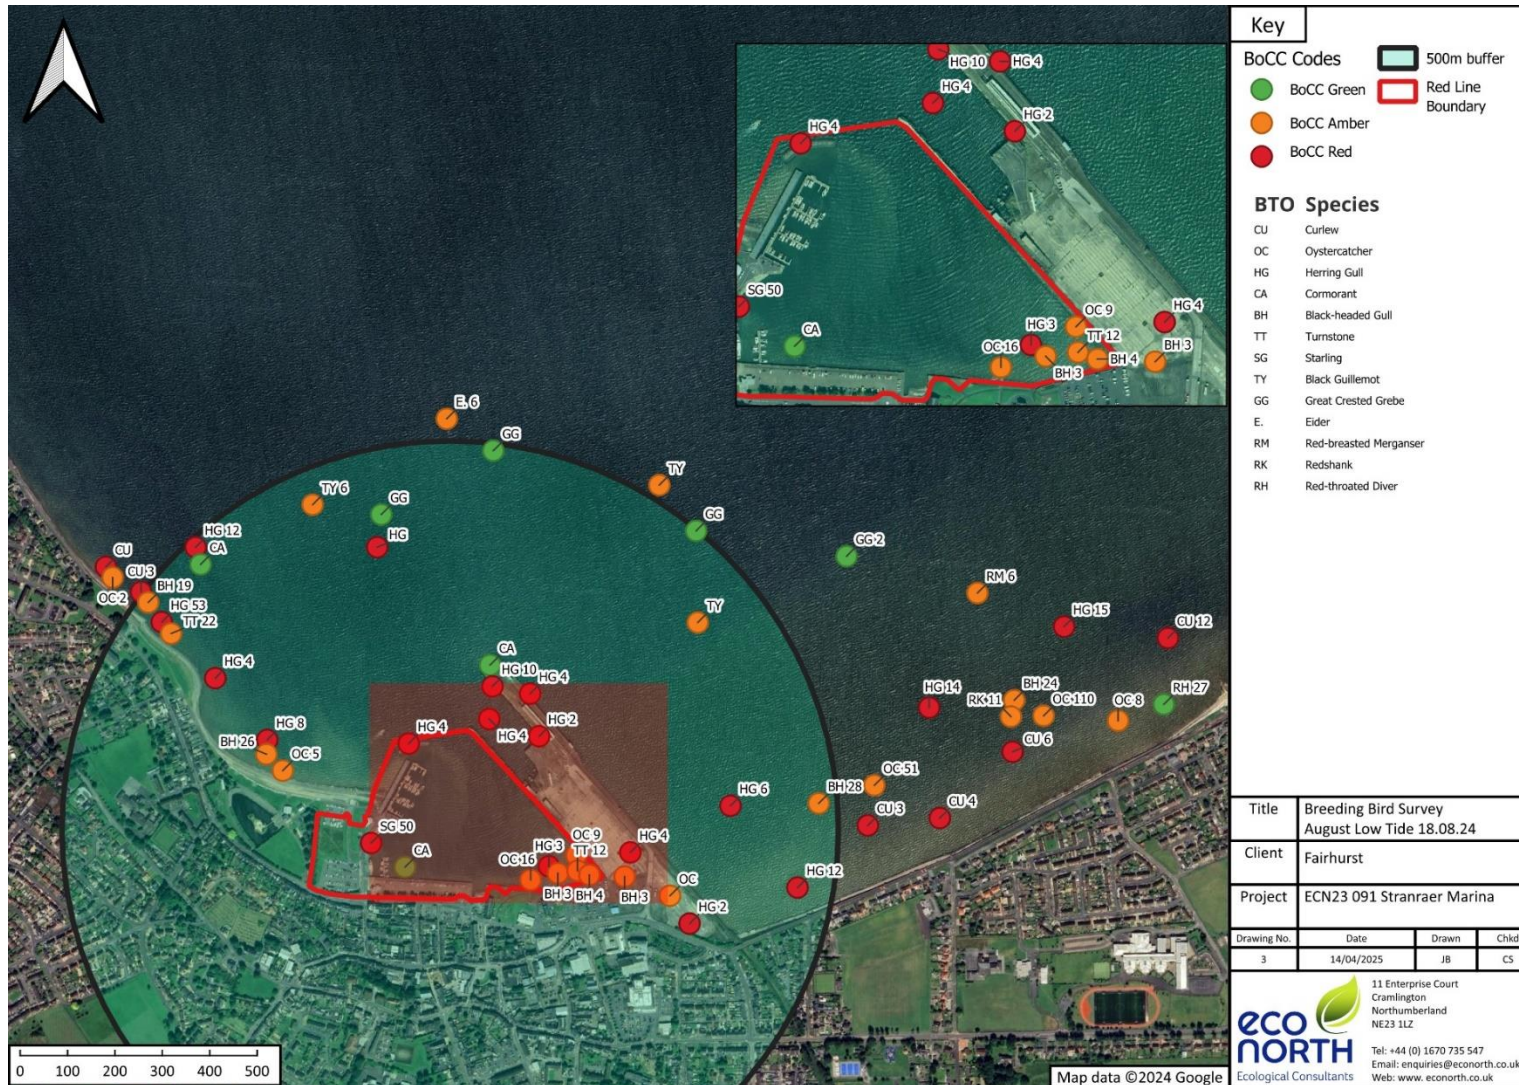 HG 10
HG 4
HG 4
HG 2
HG 4
SG 50
CA
OC 9
HG 4
HG 3
TT 12
OC 16
BH 3
BH 4
BH 3
E. 6
GG
TY
TY 6
GG
GG
HG 12
HG
CA
CU
GG 2
CU 3
RM 6
OC 2
BH 19
HG 53
TT 22
TY
HG 15
CU 12
CA
HG 4
HG 10
HG 4
HG 14
BH 24
RK 11
OC 110
OC 8
RH 27
HG 8
HG 4
HG 4
HG 2
BH 26
OC 5
CU 6
OC 51
HG 6
BH 28
CU 3
CU 4
SG 50
CA
OC 9
HG 3
TT 12
HG 4
OC 16
BH 3
BH 4
BH 3
OC
HG 12
HG 2
0 100 200 300 400 500
Map data ©2024 Google
Key
BoCC Codes
BoCC Green
BoCC Amber
BoCC Red
500m buffer
Red Line
Boundary
BTO Species
CU Curlew
OC Oystercatcher
HG Herring Gull
CA Cormorant
BH Black-headed Gull
TT Turnstone
SG Starling
TY Black Guillemot
GG Great Crested Grebe
E. Eider
RM Red-breasted Merganser
RK Redshank
RH Red-throated Diver
Title Breeding Bird Survey
August Low Tide 18.08.24
Client Fairhurst
Project ECN23 091 Stranraer Marina
Drawing No. Date Drawn Chkd
3 14/04/2025 JB CS
eco
NORTH
Ecological Consultants
11 Enterprise Court
Cramlington
Northumberland
NE23 1LZ
Tel: +44 (0) 1670 735 547
Email: enquiries@econorth.co.uk
Web: www. econorth.co.uk